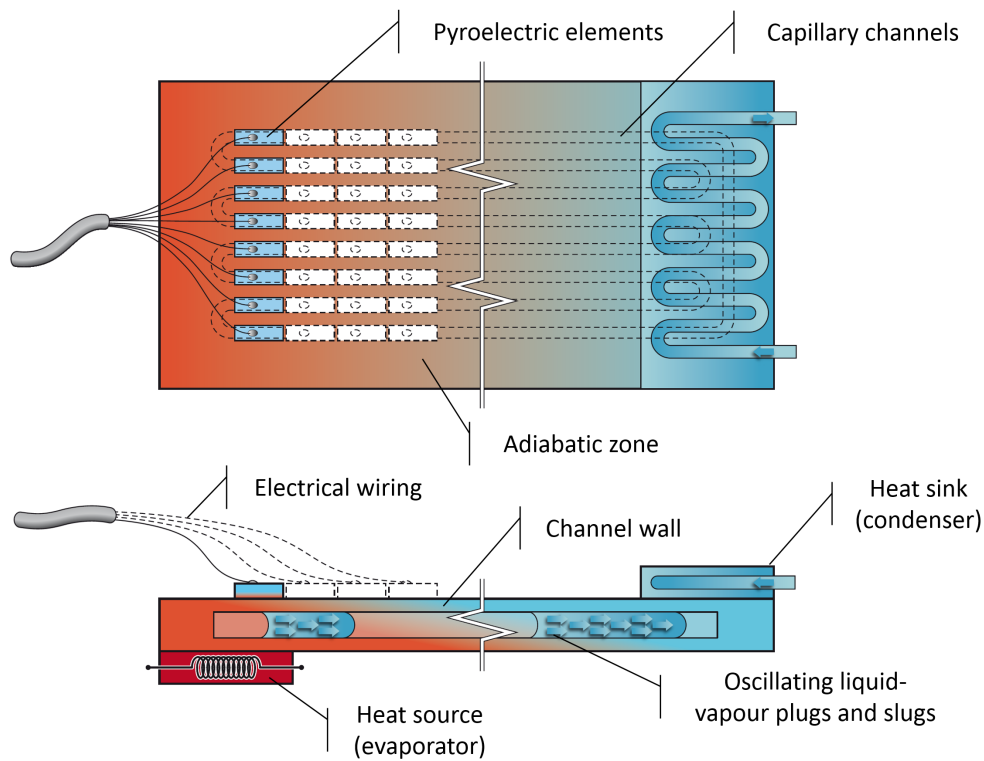 Pyroelectric elements
Capillary channels
Adiabatic zone
Electrical wiring
Channel wall
Heat sink
(condenser)
Oscillating liquid-
vapour plugs and slugs
Heat source
(evaporator)